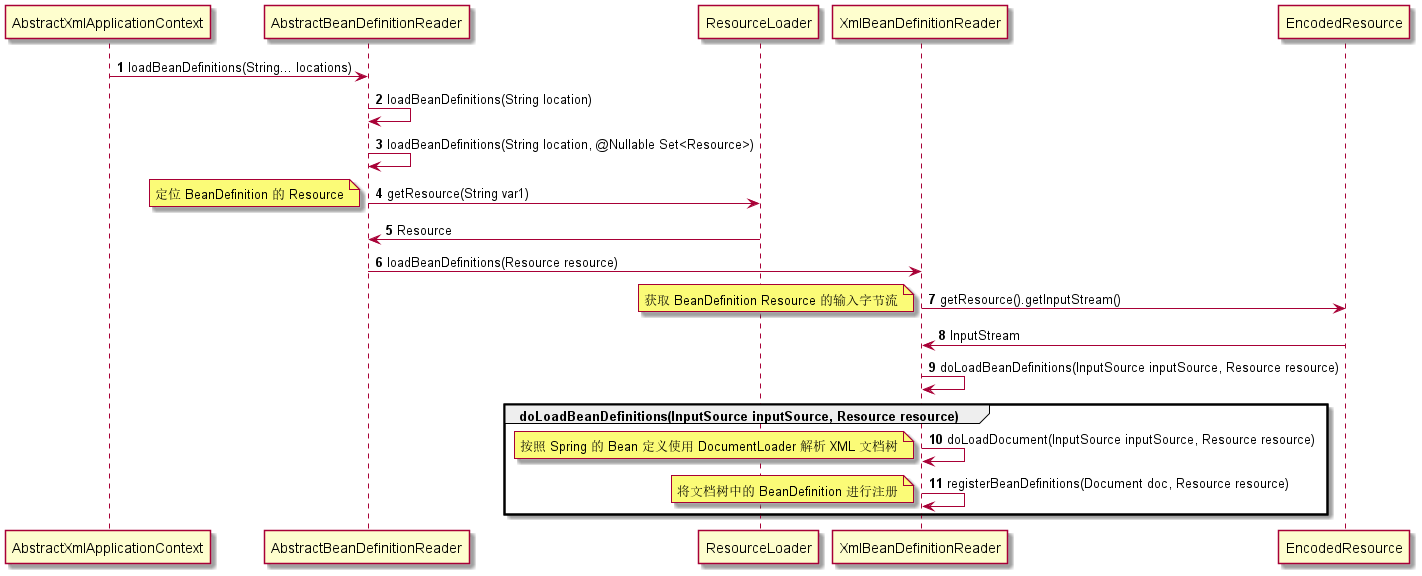 AbstractXmlApplicationContext
AbstractBeanDefinitionReader
ResourceLoader
XmlBeanDefinitionReader
EncodedResource
1 loadBeanDefinitions(String... locations)
2 loadBeanDefinitions(String location)
3 loadBeanDefinitions(String location, @Nullable Set<Resource>)
定位 BeanDefinition 的 Resource
4 getResource(String var1)
5 Resource
6 loadBeanDefinitions(Resource resource)
获取 BeanDefinition Resource 的输入字节流
7 getResource().getInputStream()
8 InputStream
9 doLoadBeanDefinitions(InputSource inputSource, Resource resource)
doLoadBeanDefinitions(InputSource inputSource, Resource resource)
按照 Spring 的 Bean 定义使用 DocumentLoader 解析 XML 文档树
10 doLoadDocument(InputSource inputSource, Resource resource)
将文档树中的 BeanDefinition 进行注册
11 registerBeanDefinitions(Document doc, Resource resource)
AbstractXmlApplicationContext
AbstractBeanDefinitionReader
ResourceLoader
XmlBeanDefinitionReader
EncodedResource